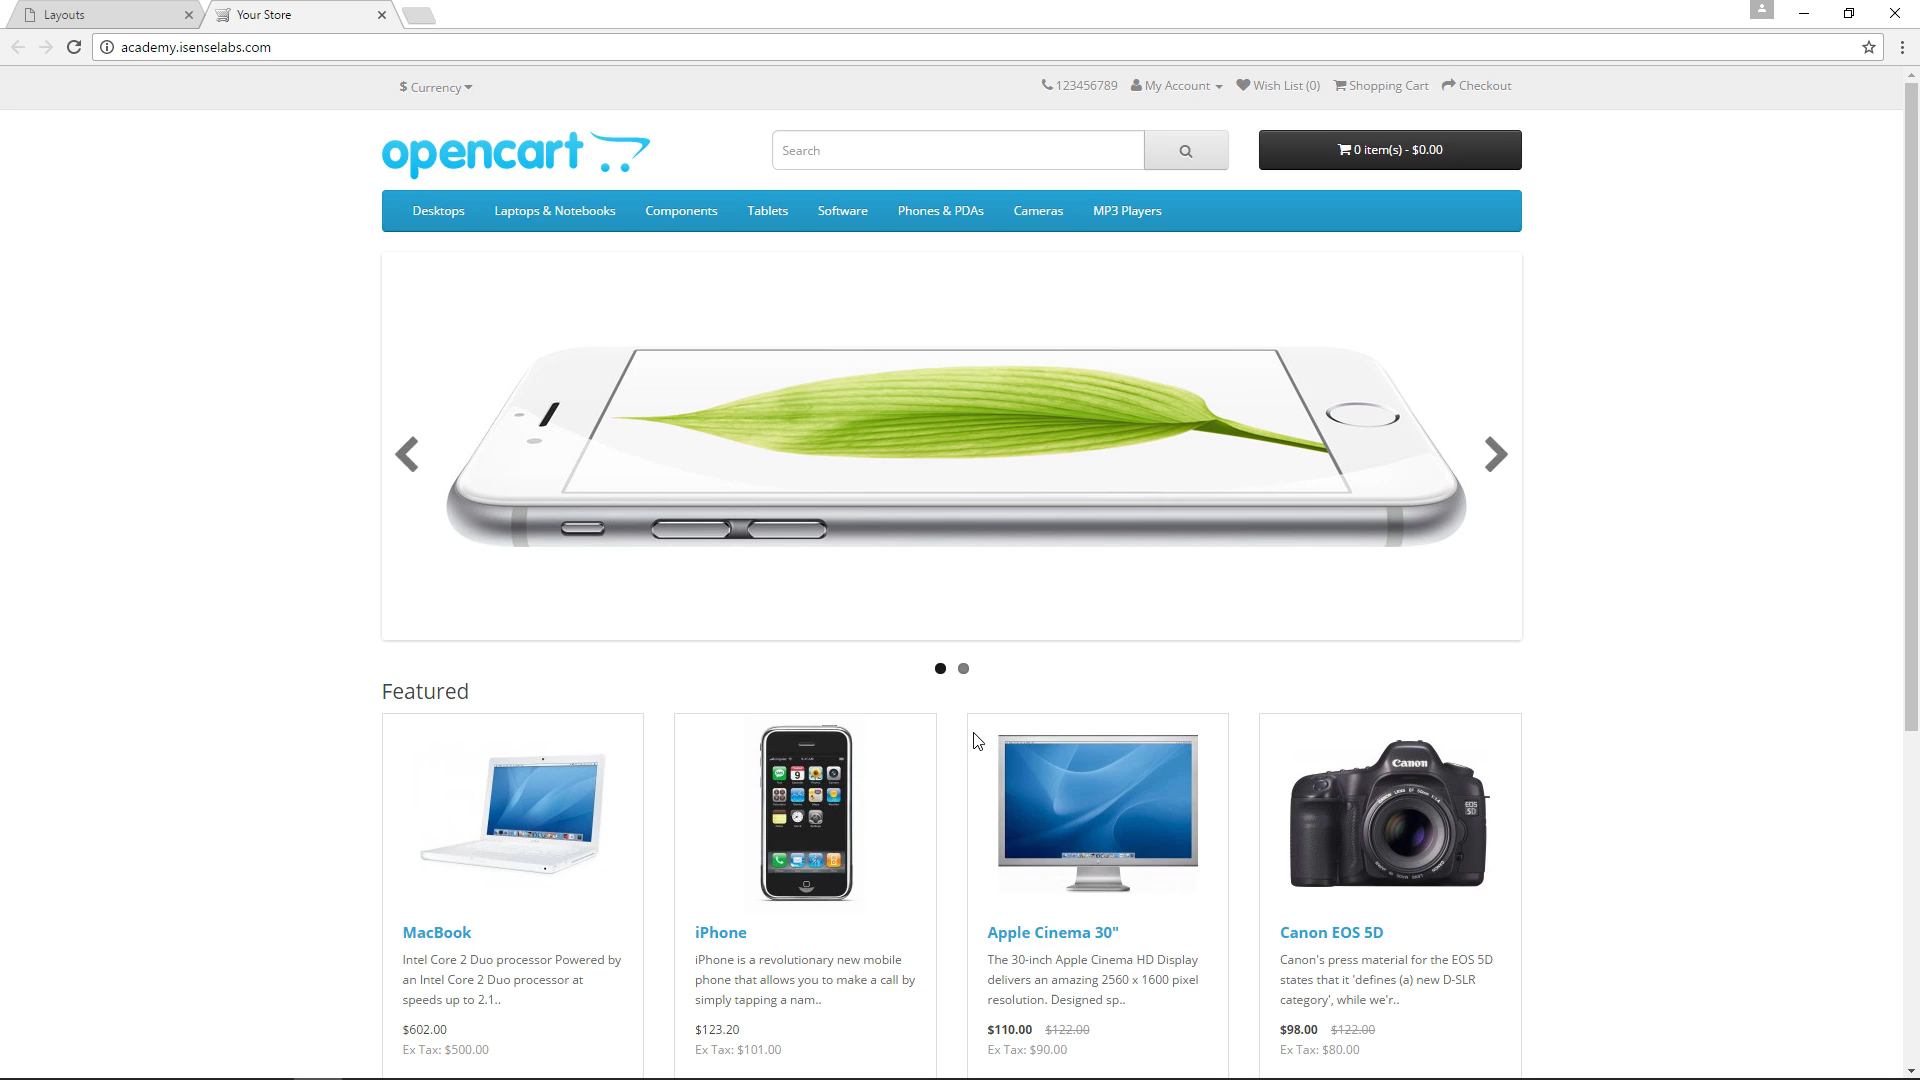 Layouts
Your Store
academy.isenselabs.com
$ Currency
123456789 My Account Wish List (0) Shopping Cart Checkout
opencart
Search
0 item(s) - $0.00
Desktops Laptops & Notebooks Components Tablets Software Phones & PDAs Cameras MP3 Players
Featured
Canon
MacBook
Intel Core 2 Duo processor Powered by
an Intel Core 2 Duo processor at
speeds up to 2.1..
$602.00
Ex Tax: $500.00
iPhone
iPhone is a revolutionary new mobile
phone that allows you to make a call by
simply tapping a nam..
$123.20
Ex Tax: $101.00
Apple Cinema 30"
The 30-inch Apple Cinema HD Display
delivers an amazing 2560 x 1600 pixel
resolution. Designed sp..
$110.00 $122.00
Ex Tax: $90.00
Canon EOS 5D
Canon's press material for the EOS 5D
states that it 'defines (a) new D-SLR
category', while we'r..
$98.00 $122.00
Ex Tax: $80.00